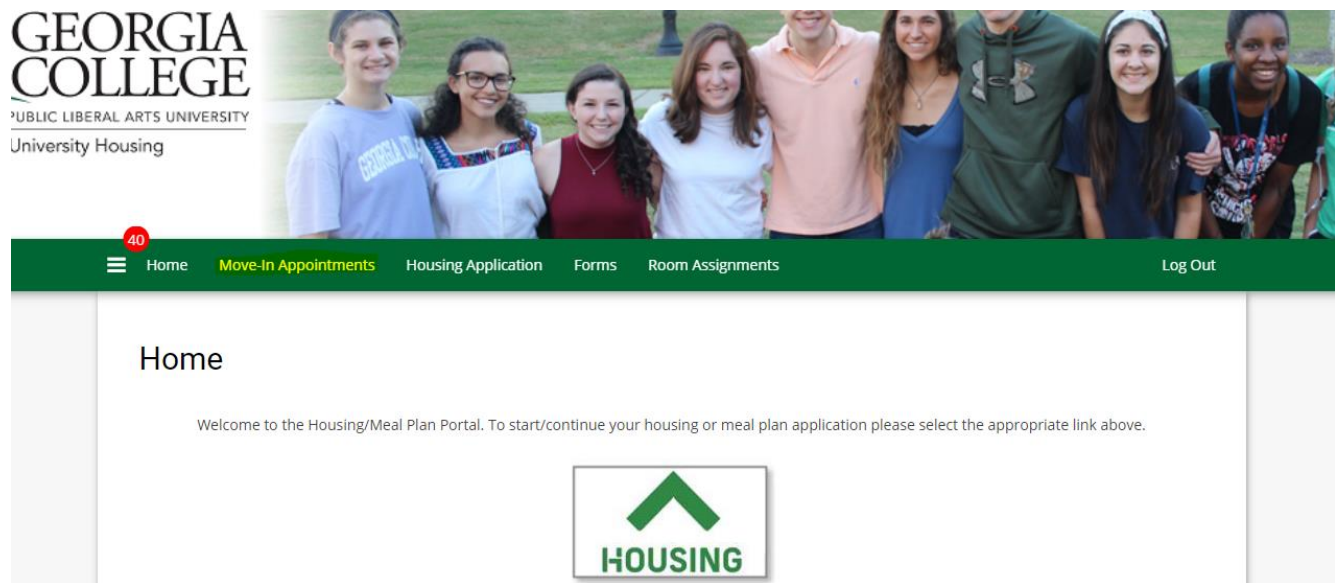 GEORGIA
COLLEGE
PUBLIC LIBERAL ARTS UNIVERSITY
University Housing
GEORGIA
40
Home Move-In Appointments Housing Application Forms Room Assignments Log Out
Home
Welcome to the Housing/Meal Plan Portal. To start/continue your housing or meal plan application please select the appropriate link above.
HOUSING